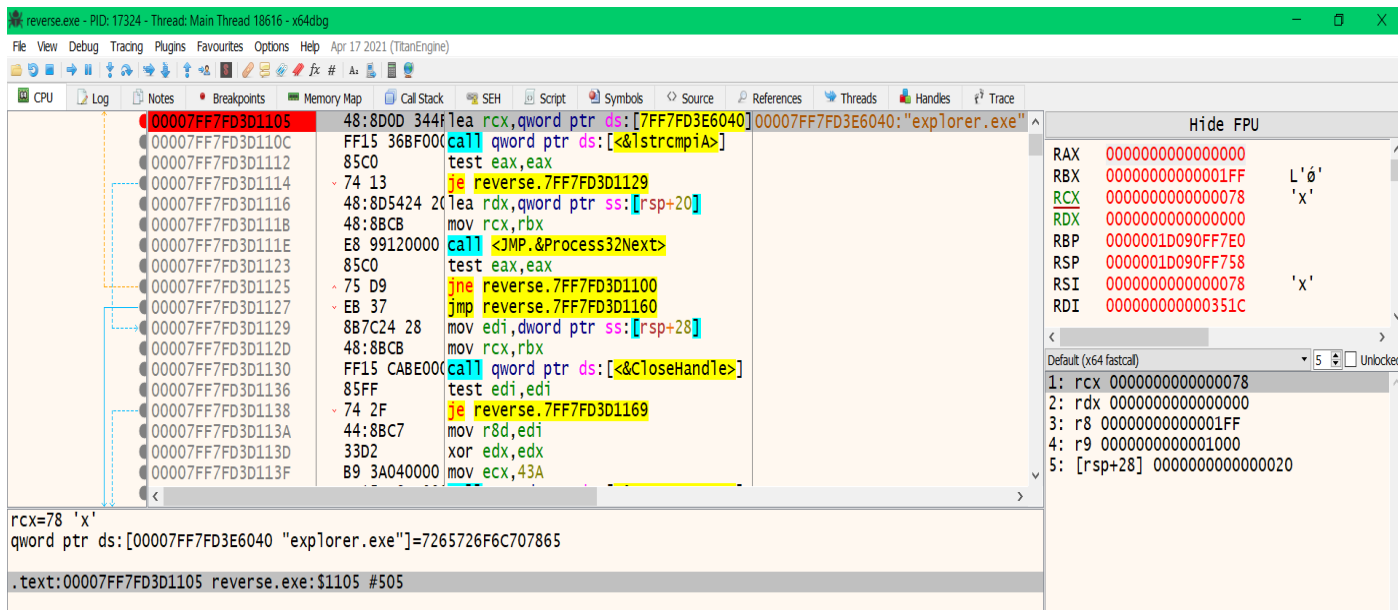 reverse.exe - PID: 17324 - Thread: Main Thread 18616 - x64dbg
File View Debug Tracing Plugins Favourites Options Help Apr 17 2021 (TitanEngine)
CPU Log Notes Breakpoints Memory Map Call Stack SEH Script Symbols Source References Threads Handles Trace
00007FF7FD3D1105 48:8D0D 344F lea rcx,qword ptr ds:[7FF7FD3E6040] 00007FF7FD3E6040:"explorer.exe"
00007FF7FD3D110C FF15 36BF000 call qword ptr ds:[<&lstrcmpiA>]
00007FF7FD3D1112 85C0 test eax,eax
00007FF7FD3D1114 74 13 je reverse.7FF7FD3D1129
00007FF7FD3D1116 48:8D5424 20 lea rdx,qword ptr ss:[rsp+20]
00007FF7FD3D111B 48:8BCB mov rcx,rbx
00007FF7FD3D111E E8 99120000 call <JMP.&Process32Next>
00007FF7FD3D1123 85C0 test eax,eax
00007FF7FD3D1125 75 D9 jne reverse.7FF7FD3D1100
00007FF7FD3D1127 EB 37 jmp reverse.7FF7FD3D1160
00007FF7FD3D1129 8B7C24 28 mov edi,dword ptr ss:[rsp+28]
00007FF7FD3D112D 48:8BCB mov rcx,rbx
00007FF7FD3D1130 FF15 CABE000 call qword ptr ds:[<&CloseHandle>]
00007FF7FD3D1136 85FF test edi,edi
00007FF7FD3D1138 74 2F je reverse.7FF7FD3D1169
00007FF7FD3D113A 44:8BC7 mov r8d,edi
00007FF7FD3D113D 33D2 xor edx,edx
00007FF7FD3D113F B9 3A040000 mov ecx,43A
Hide FPU
RAX 0000000000000000
RBX 00000000000001FF L'ǿ'
RCX 0000000000000078 'x'
RDX 0000000000000000
RBP 0000001D090FF7E0
RSP 0000001D090FF758
RSI 0000000000000078 'x'
RDI 000000000000351C
Default (x64 fastcall) 5 Unlocked
1: rcx 0000000000000078
2: rdx 0000000000000000
3: r8 00000000000001FF
4: r9 0000000000001000
5: [rsp+28] 0000000000000020
rcx=78 'x'
qword ptr ds:[00007FF7FD3E6040 "explorer.exe"]=7265726F6C707865
.text:00007FF7FD3D1105 reverse.exe:$1105 #505